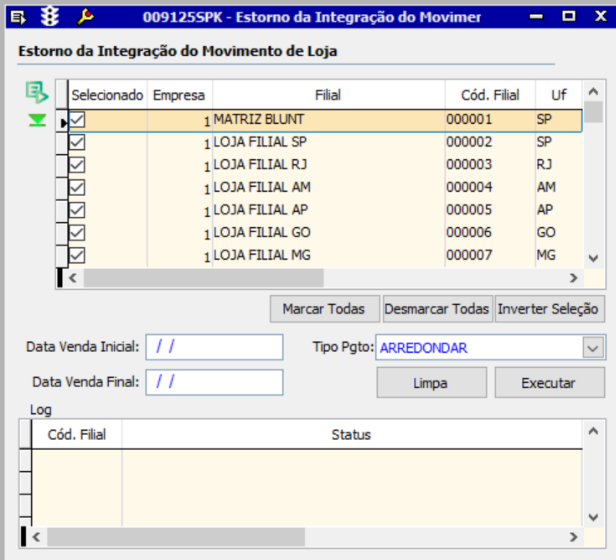 009125SPK - Estorno da Integração do Movimer
Estorno da Integração do Movimento de Loja
Selecionado Empresa Filial Cód. Filial Uf
1 MATRIZ BLUNT 000001 SP
1 LOJA FILIAL SP 000002 SP
1 LOJA FILIAL RJ 000003 RJ
1 LOJA FILIAL AM 000004 AM
1 LOJA FILIAL AP 000005 AP
1 LOJA FILIAL GO 000006 GO
1 LOJA FILIAL MG 000007 MG
Marcar Todas Desmarcar Todas Inverter Seleção
Data Venda Inicial: / / Tipo Pgto: ARREDONDAR
Data Venda Final: / / Limpa Executar
Log
Cód. Filial Status